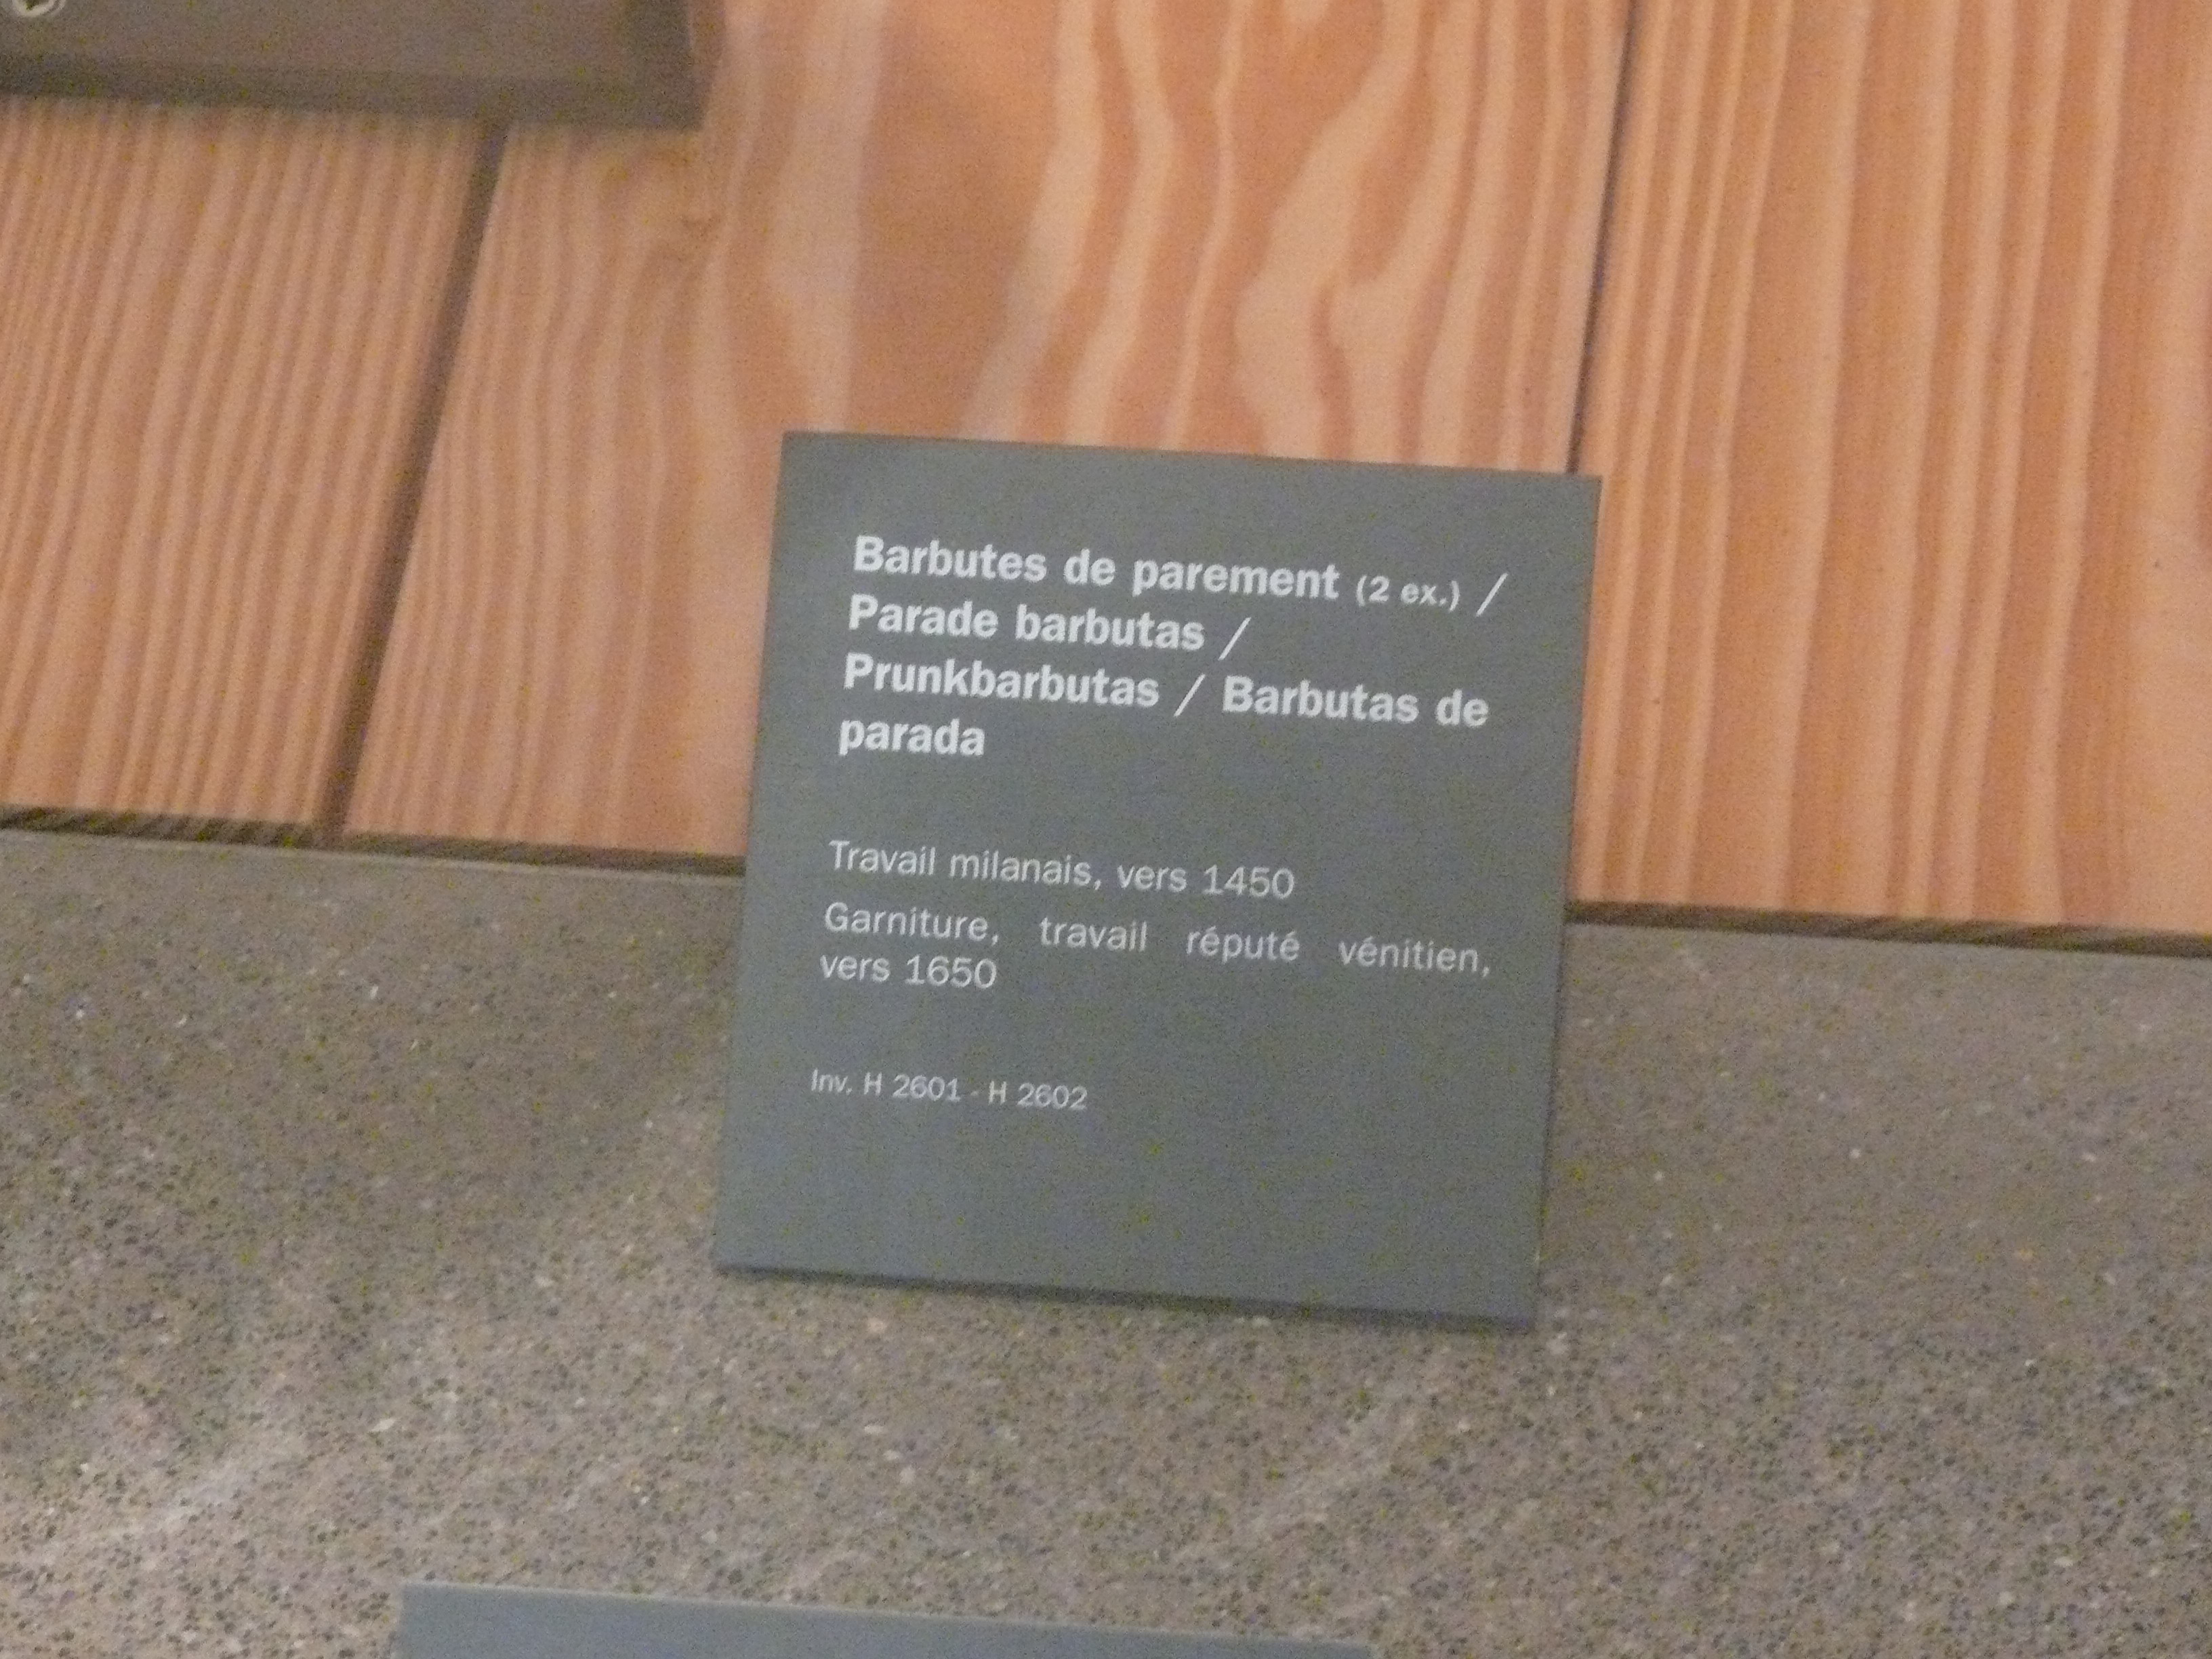 Barbutes de parement (2 ex.) /
Parade barbutas /
Prunkbarbutas / Barbutas de
parada
Travail milanais, vers 1450
Garniture, travail réputé vénitien,
vers 1650
Inv. H 2601 - H 2602